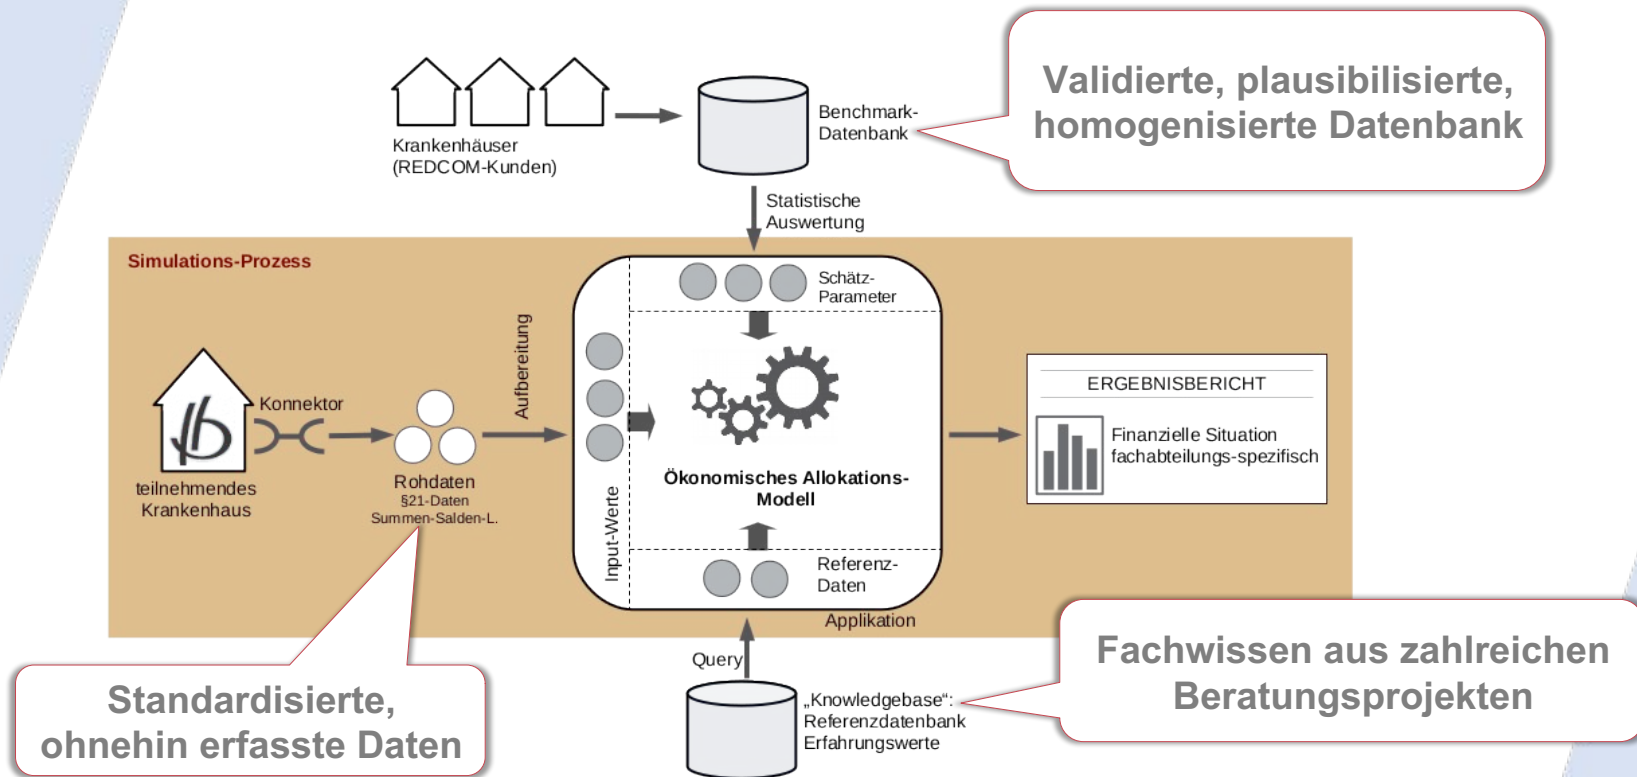 Validierte, plausibilisierte,
homogenisierte Datenbank
Benchmark-
Datenbank
Krankenhäuser
(REDCOM-Kunden)
Statistische
Auswertung
Simulations-Prozess
Schätz-
Parameter
Aufbereitung
Konnektor
ERGEBNISBERICHT
Finanzielle Situation
fachabteilungs-spezifisch
Ökonomisches Allokations-
Modell
teilnehmendes
Krankenhaus
Rohdaten
§21-Daten
Summen-Salden-L.
Input-Werte
Referenz-
Daten
Applikation
Query
„Knowledgebase“:
Referenzdatenbank
Erfahrungswerte
Fachwissen aus zahlreichen
Beratungsprojekten
Standardisierte,
ohnehin erfasste Daten